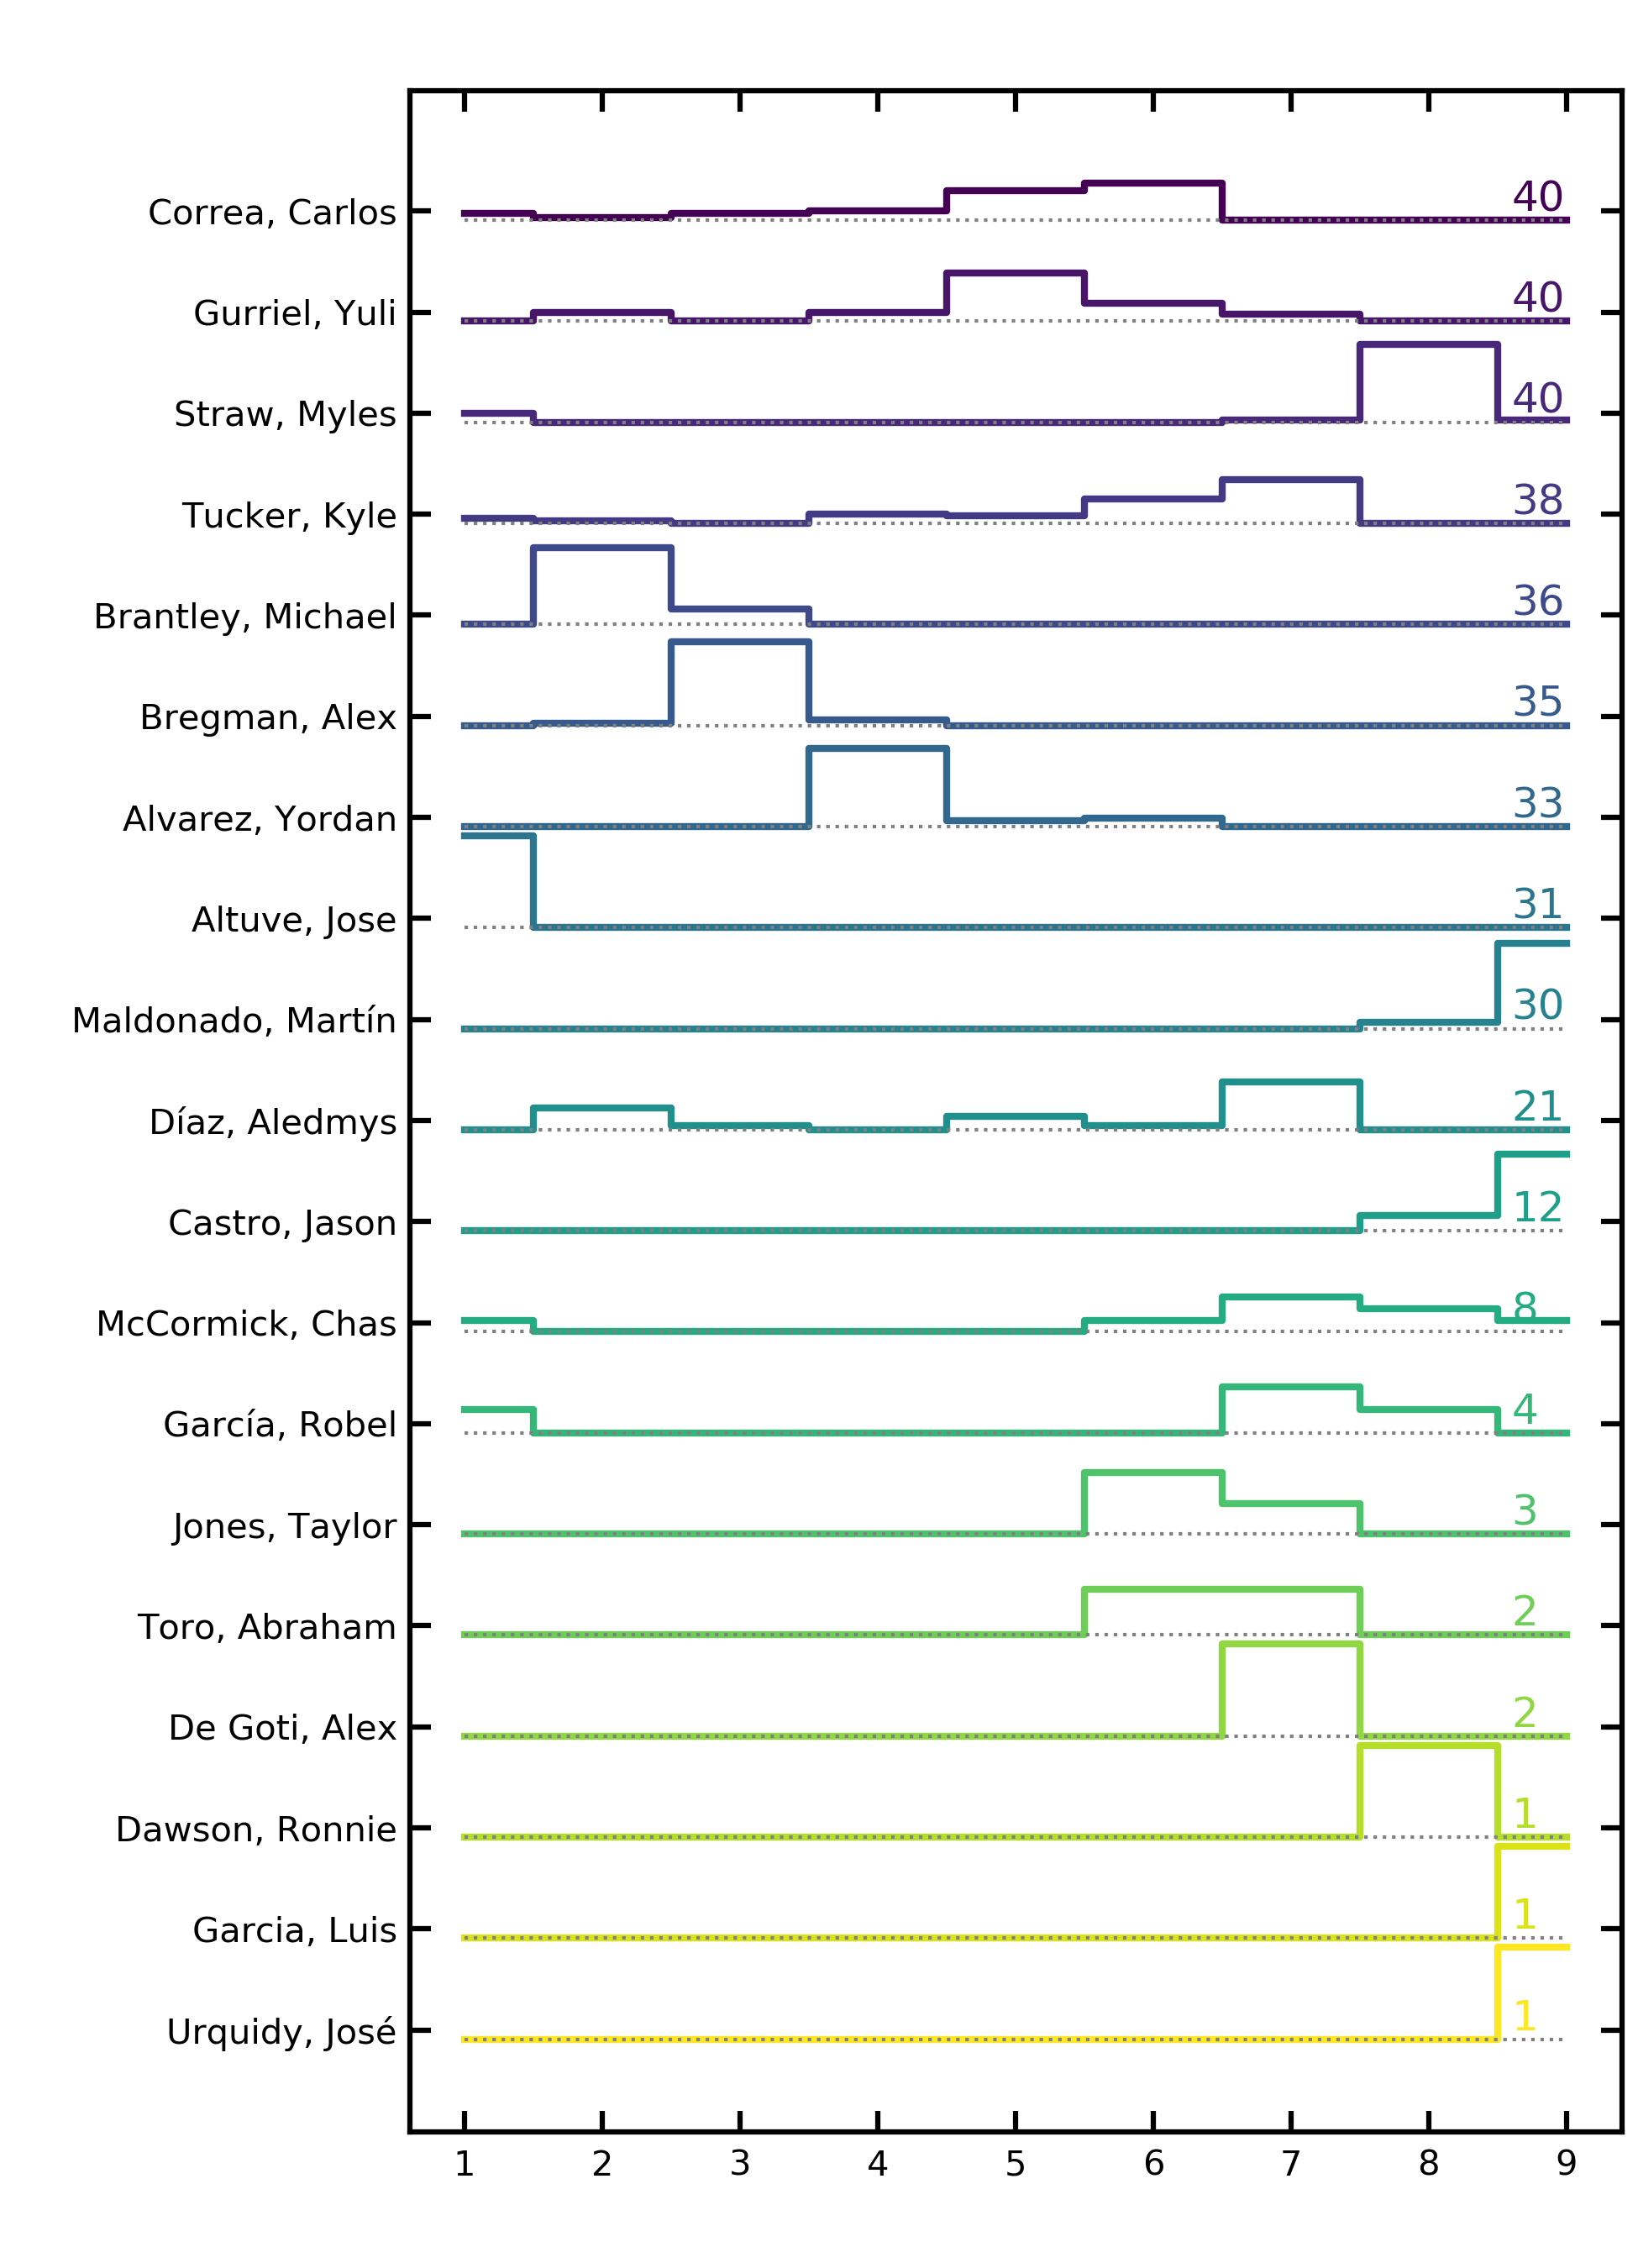 Correa, Carlos 40
Gurriel, Yuli 40
Straw, Myles 40
Tucker, Kyle 38
Brantley, Michael 36
Bregman, Alex 35
Alvarez, Yordan 33
Altuve, Jose 31
Maldonado, Martín 30
Díaz, Aledmys 21
Castro, Jason 12
McCormick, Chas 8
García, Robel 4
Jones, Taylor 3
Toro, Abraham 2
De Goti, Alex 2
Dawson, Ronnie 1
Garcia, Luis 1
Urquidy, José 1
1 2 3 4 5 6 7 8 9